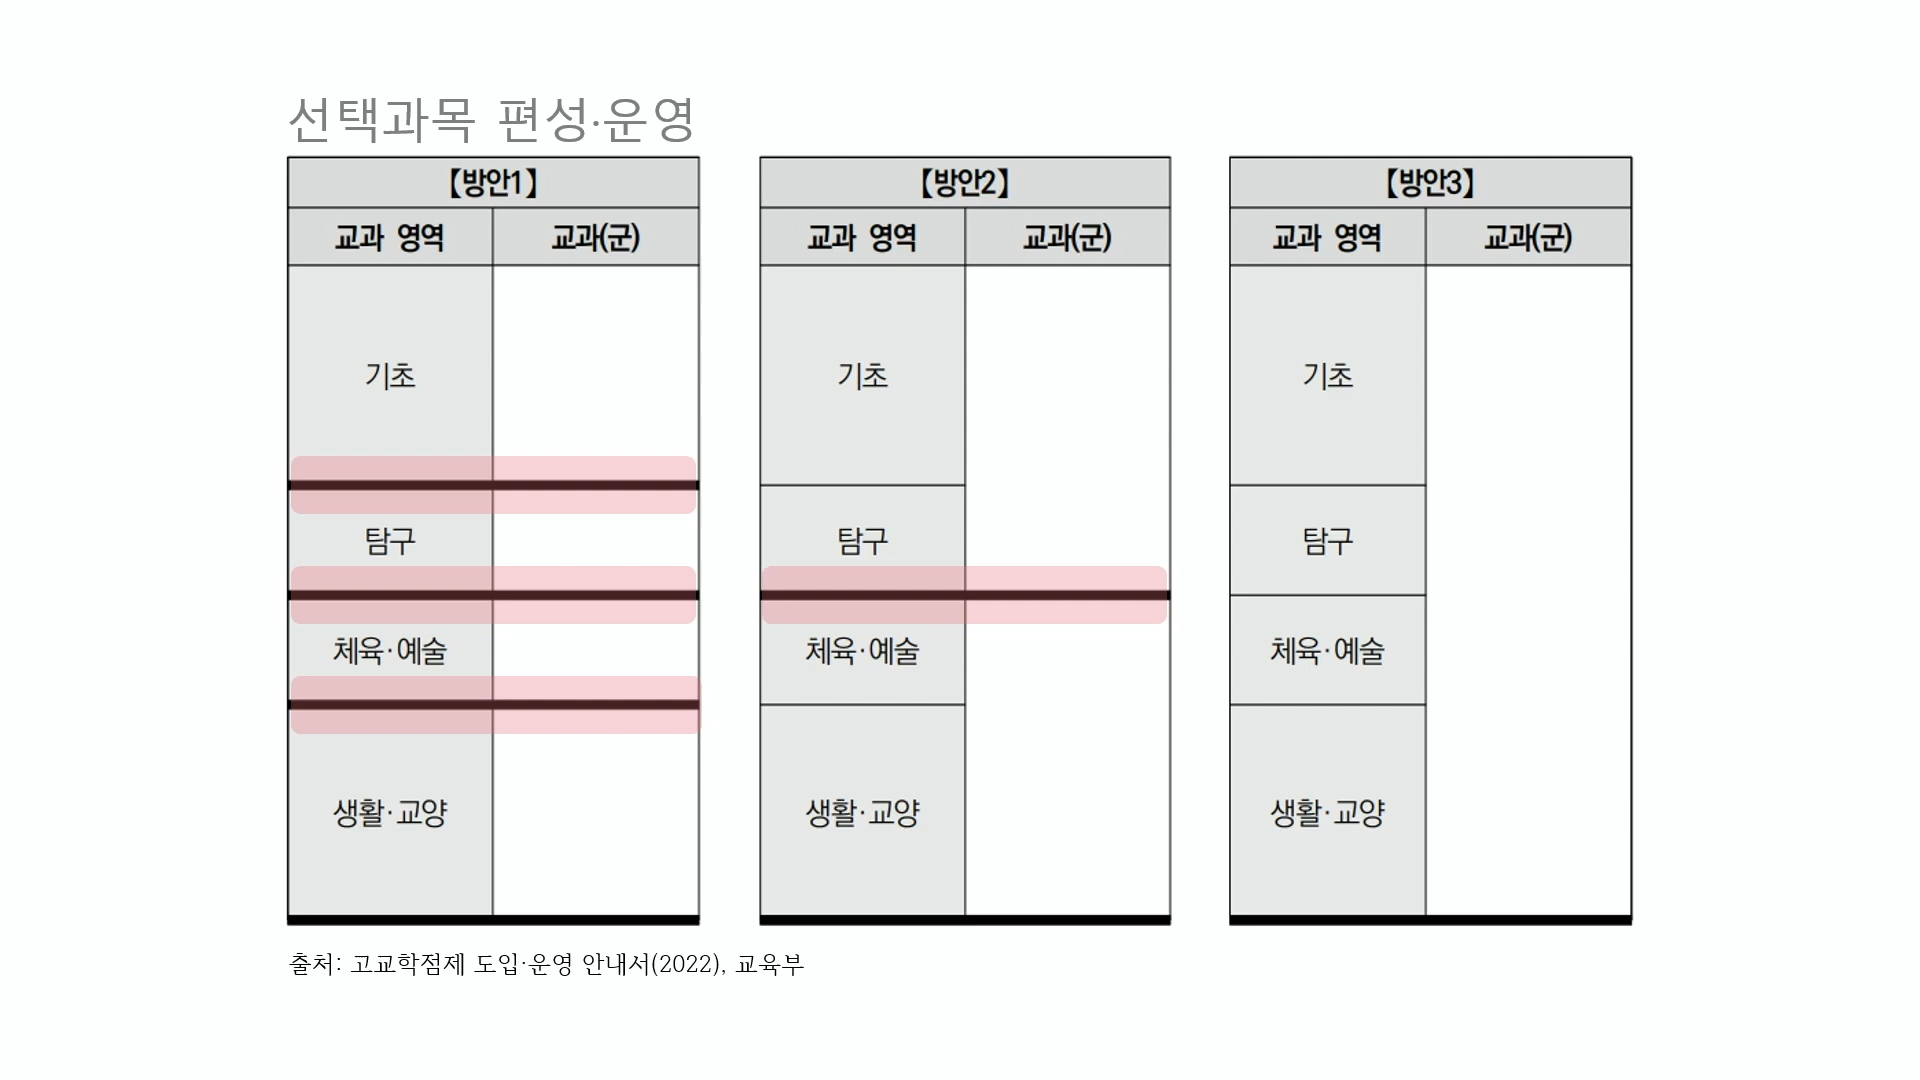 선택과목 편성·운영
【방안1】
교과 영역 교과(군)
기초
탐구
체육·예술
생활·교양
【방안2】
교과 영역 교과(군)
기초
탐구
체육·예술
생활·교양
【방안3】
교과 영역 교과(군)
기초
탐구
체육·예술
생활·교양
출처: 고교학점제 도입·운영 안내서(2022), 교육부